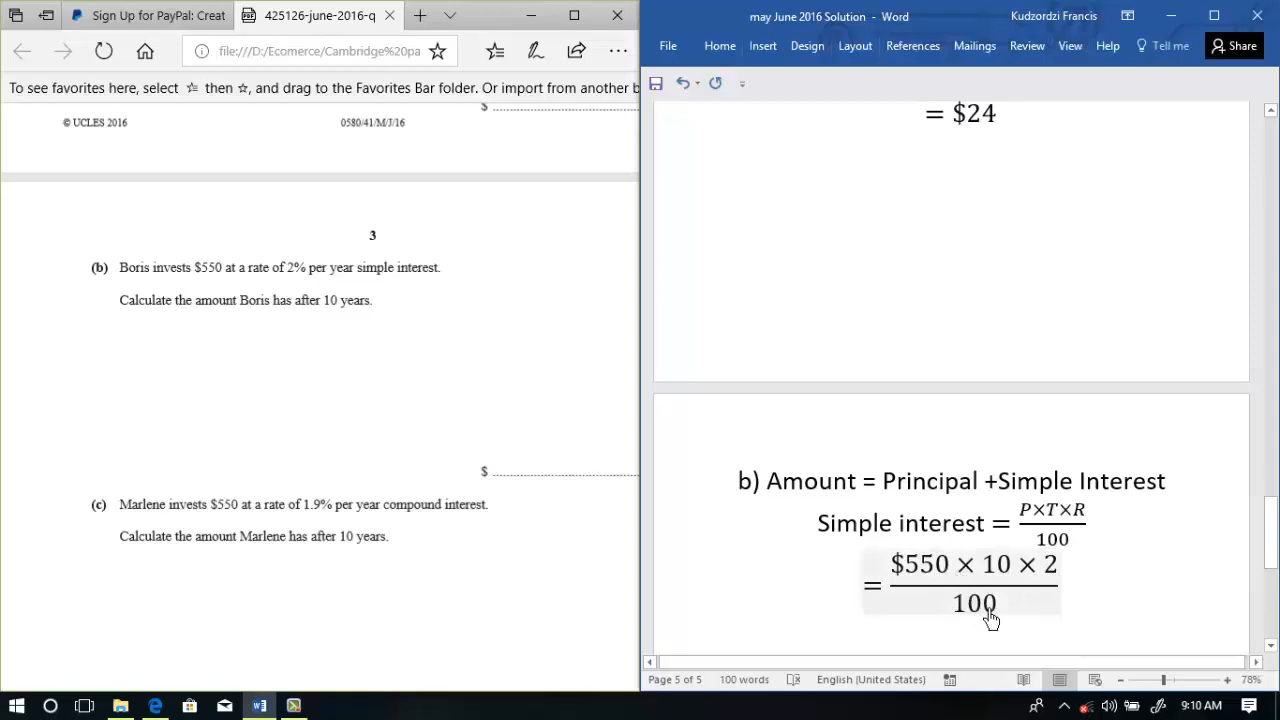 Sign Up for PayPal: Creat
425126-june-2016-q
file:///D:/Ecomerce/Cambridge%20pa
To see favorites here, select ☆ then ☆, and drag to the Favorites Bar folder. Or import from another b
$ ............
© UCLES 2016
0580/41/M/J/16
3
(b) Boris invests $550 at a rate of 2% per year simple interest.
Calculate the amount Boris has after 10 years.
$ ............
(c) Marlene invests $550 at a rate of 1.9% per year compound interest.
Calculate the amount Marlene has after 10 years.
may June 2016 Solution - Word
Kudzordzi Francis
File Home Insert Design Layout References Mailings Review View Help Tell me Share
= $24
b) Amount = Principal +Simple Interest
Simple interest = P×T×R
100
= $550 × 10 × 2
100
Page 5 of 5 100 words English (United States) 78%
9:10 AM